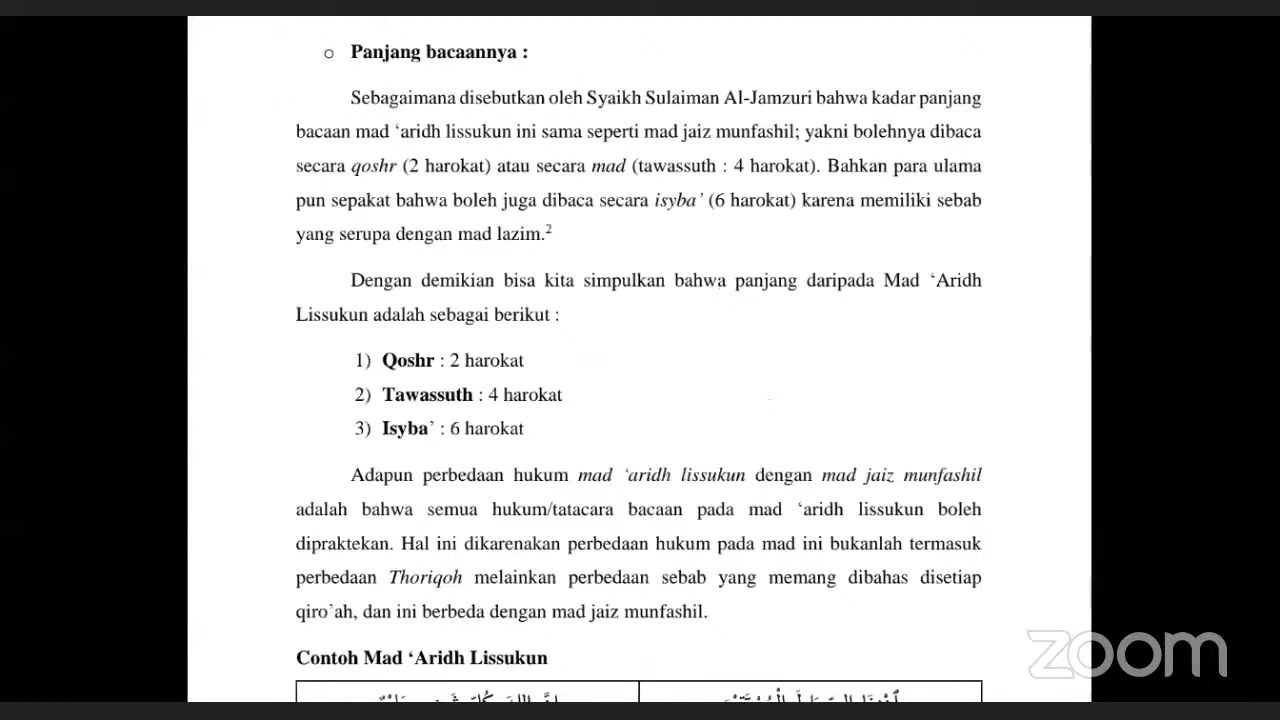 ○ Panjang bacaannya :
Sebagaimana disebutkan oleh Syaikh Sulaiman Al-Jamzuri bahwa kadar panjang
bacaan mad ‘aridh lissukun ini sama seperti mad jaiz munfashil; yakni bolehnya dibaca
secara qoshr (2 harokat) atau secara mad (tawassuth : 4 harokat). Bahkan para ulama
pun sepakat bahwa boleh juga dibaca secara isyba’ (6 harokat) karena memiliki sebab
yang serupa dengan mad lazim.2
Dengan demikian bisa kita simpulkan bahwa panjang daripada Mad ‘Aridh
Lissukun adalah sebagai berikut :
1) Qoshr : 2 harokat
2) Tawassuth : 4 harokat
3) Isyba’ : 6 harokat
Adapun perbedaan hukum mad ‘aridh lissukun dengan mad jaiz munfashil
adalah bahwa semua hukum/tatacara bacaan pada mad ‘aridh lissukun boleh
dipraktekan. Hal ini dikarenakan perbedaan hukum pada mad ini bukanlah termasuk
perbedaan Thoriqoh melainkan perbedaan sebab yang memang dibahas disetiap
qiro’ah, dan ini berbeda dengan mad jaiz munfashil.
Contoh Mad ‘Aridh Lissukun
zoom